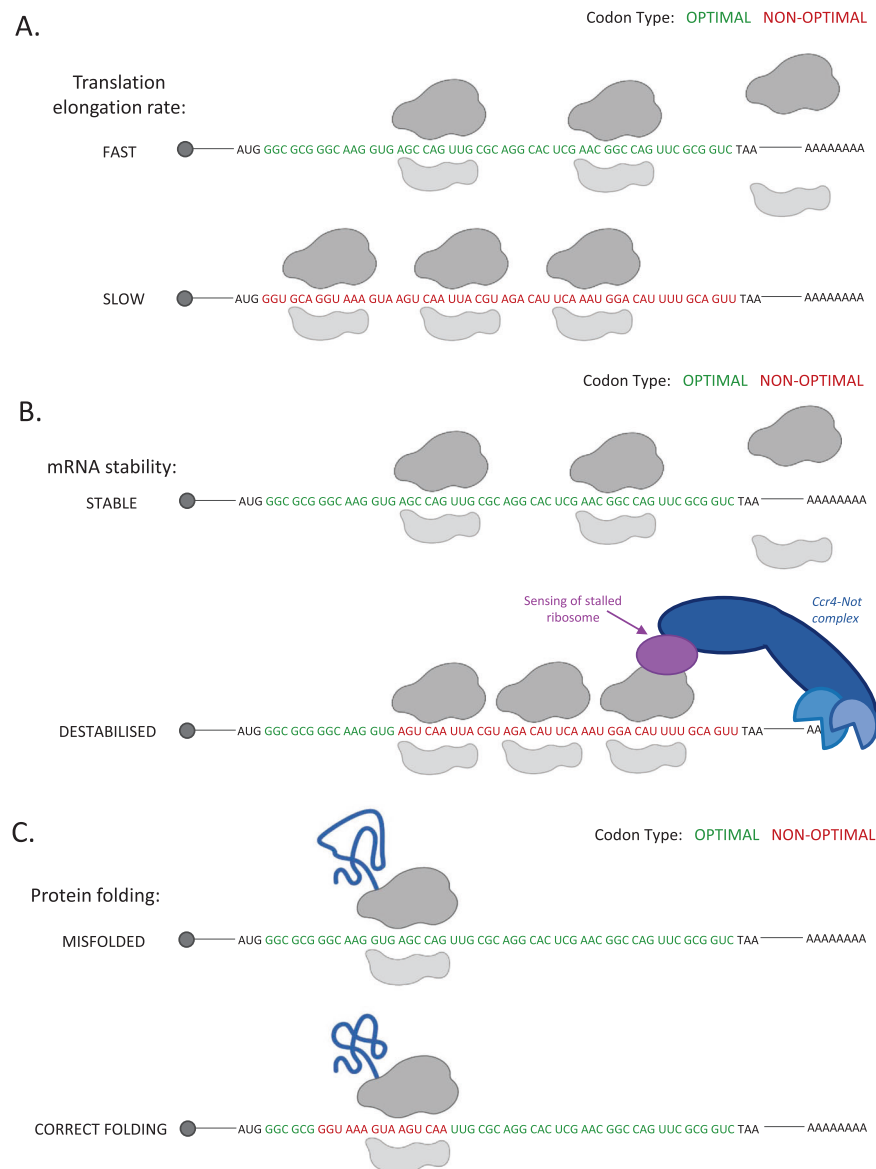 A.
Codon Type: OPTIMAL NON-OPTIMAL
Translation
elongation rate:
FAST
AUG GGC GCG GGC AAG GUG AGC CAG UUG CGC AGG CAC UCG AAC GGC CAG UUC GCG GUC TAA AAAAAAAA
SLOW
AUG GGU GCA GGU AAA GUA AGU CAA UUA CGU AGA CAU UCA AAU GGA CAU UUU GCA GUU TAA AAAAAAAA
Codon Type: OPTIMAL NON-OPTIMAL
B.
mRNA stability:
STABLE
AUG GGC GCG GGC AAG GUG AGC CAG UUG CGC AGG CAC UCG AAC GGC CAG UUC GCG GUC TAA AAAAAAAA
Sensing of stalled
ribosome
Ccr4-Not
complex
DESTABILISED
AUG GGC GCG GGC AAG GUG AGU CAA UUA CGU AGA CAU UCA AAU GGA CAU UUU GCA GUU TAA AA
C.
Codon Type: OPTIMAL NON-OPTIMAL
Protein folding:
MISFOLDED
AUG GGC GCG GGC AAG GUG AGC CAG UUG CGC AGG CAC UCG AAC GGC CAG UUC GCG GUC TAA AAAAAAAA
CORRECT FOLDING
AUG GGC GCG GGU AAA GUA AGU CAA UUG CGC AGG CAC UCG AAC GGC CAG UUC GCG GUC TAA AAAAAAAA